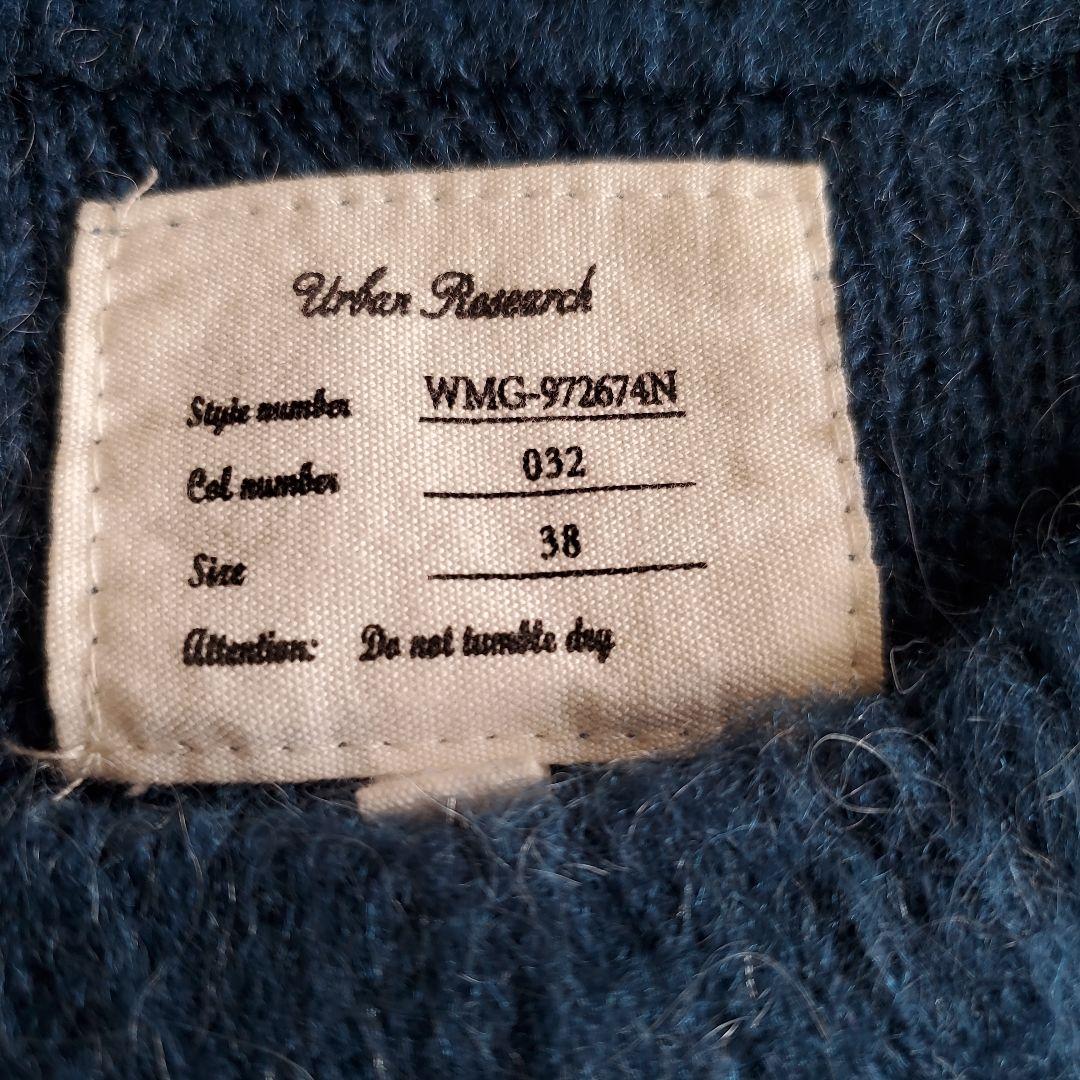 Urban Research
Style number WMG-972674N
Col number 032
Size 38
Attention: Do not tumble dry